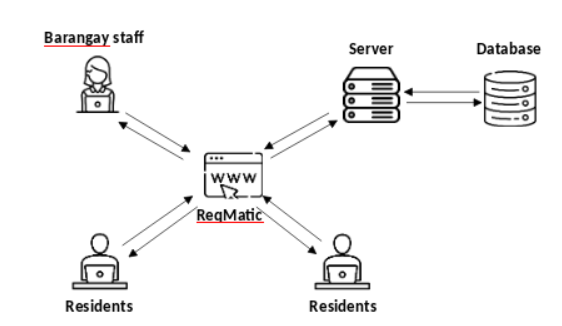 Barangay staff
Server
Database
WWW
ReqMatic
Residents
Residents